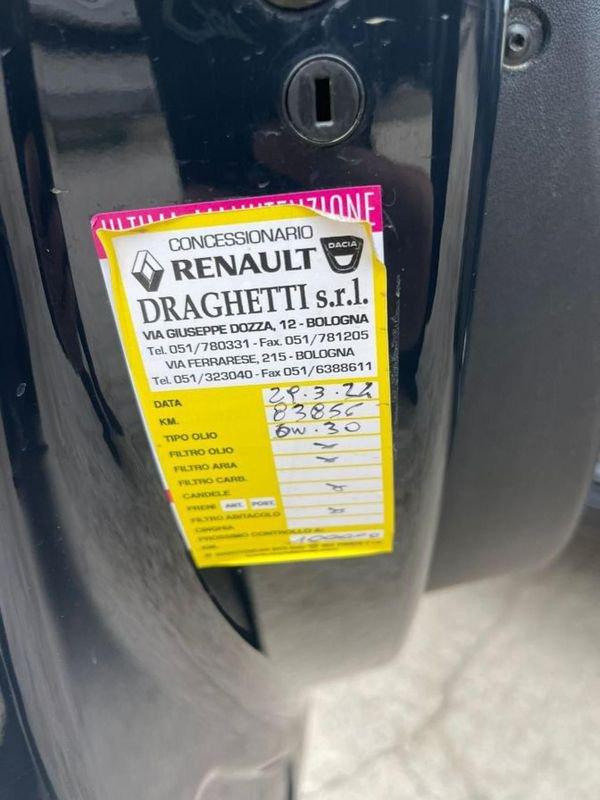 ULTIMA MANUTENZIONE
CONCESSIONARIO
RENAULT
DACIA
DRAGHETTI s.r.l.
VIA GIUSEPPE DOZZA, 12 - BOLOGNA
Tel. 051/780331 - Fax. 051/781205
VIA FERRARESE, 215 - BOLOGNA
Tel. 051/323040 - Fax 051/6388611
DATA 29.3.22
KM. 83856
TIPO OLIO 0W.30
FILTRO OLIO
FILTRO ARIA
FILTRO CARB.
CANDELE
FRENI ANT. POST.
FILTRO ABITACOLO
CINGHIA
PROSSIMO CONTROLLO A:
KM. 100000